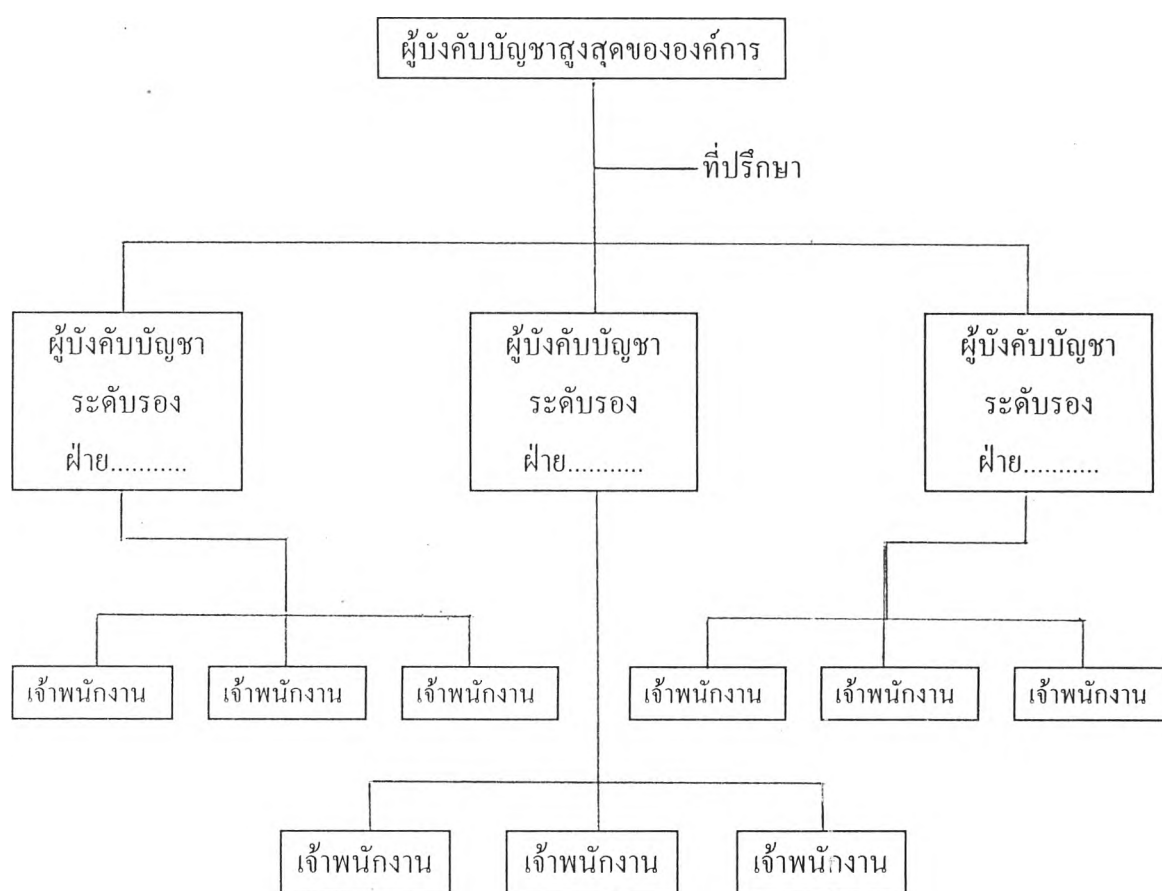 ผู้บังคับบัญชาสูงสุดขององค์การ
ที่ปรึกษา
ผู้บังคับบัญชา
ระดับรอง
ฝ่าย...........
ผู้บังคับบัญชา
ระดับรอง
ฝ่าย...........
ผู้บังคับบัญชา
ระดับรอง
ฝ่าย...........
เจ้าพนักงาน
เจ้าพนักงาน
เจ้าพนักงาน
เจ้าพนักงาน
เจ้าพนักงาน
เจ้าพนักงาน
เจ้าพนักงาน
เจ้าพนักงาน
เจ้าพนักงาน